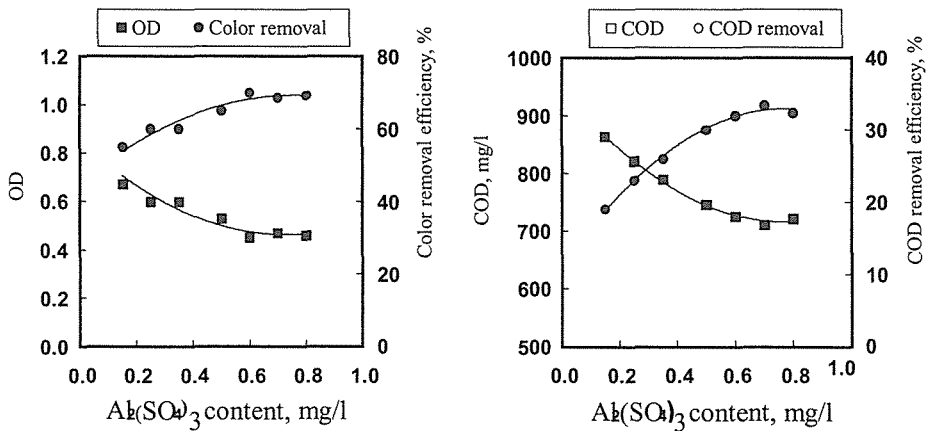 OD Color removal
1.2
1.0
0.8
0.6
0.4
0.2
0.0
OD
80
60
40
20
0
Color removal efficiency, %
0.0 0.2 0.4 0.6 0.8 1.0
Al2(SO4)3 content, mg/l
COD COD removal
1000
900
800
700
600
500
COD, mg/l
40
30
20
10
0
COD removal efficiency, %
0.0 0.2 0.4 0.6 0.8 1.0
Al2(SO4)3 content, mg/l